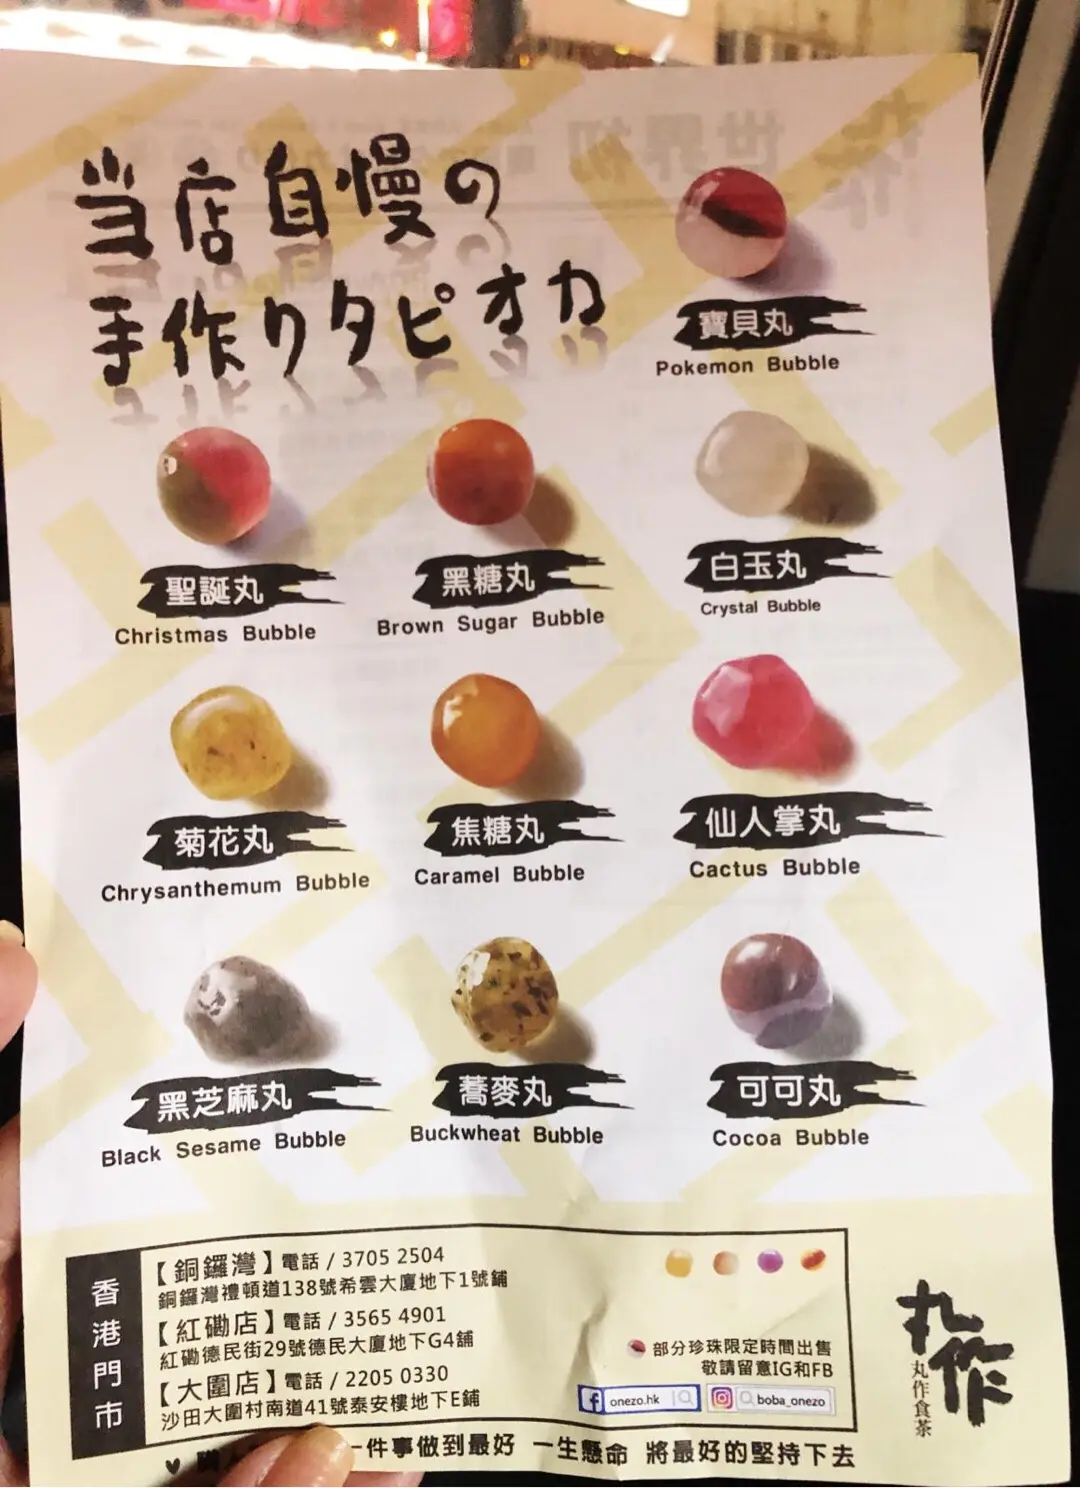 当店自慢の
手作りタピオカ
寶貝丸
Pokemon Bubble
聖誕丸
Christmas Bubble
黑糖丸
Brown Sugar Bubble
白玉丸
Crystal Bubble
菊花丸
Chrysanthemum Bubble
焦糖丸
Caramel Bubble
仙人掌丸
Cactus Bubble
黑芝麻丸
Black Sesame Bubble
蕎麥丸
Buckwheat Bubble
可可丸
Cocoa Bubble
香港門市
【銅鑼灣】電話 / 3705 2504
銅鑼灣禮頓道138號希雲大廈地下1號舖
【紅磡店】電話 / 3565 4901
紅磡德民街29號德民大廈地下G4舖
【大圍店】電話 / 2205 0330
沙田大圍村南道41號泰安樓地下E舖
部分珍珠限定時間出售
敬請留意IG和FB
f onezo.hk
boba_onezo
丸作
丸作食茶
一件事做到最好 一生懸命 將最好的堅持下去